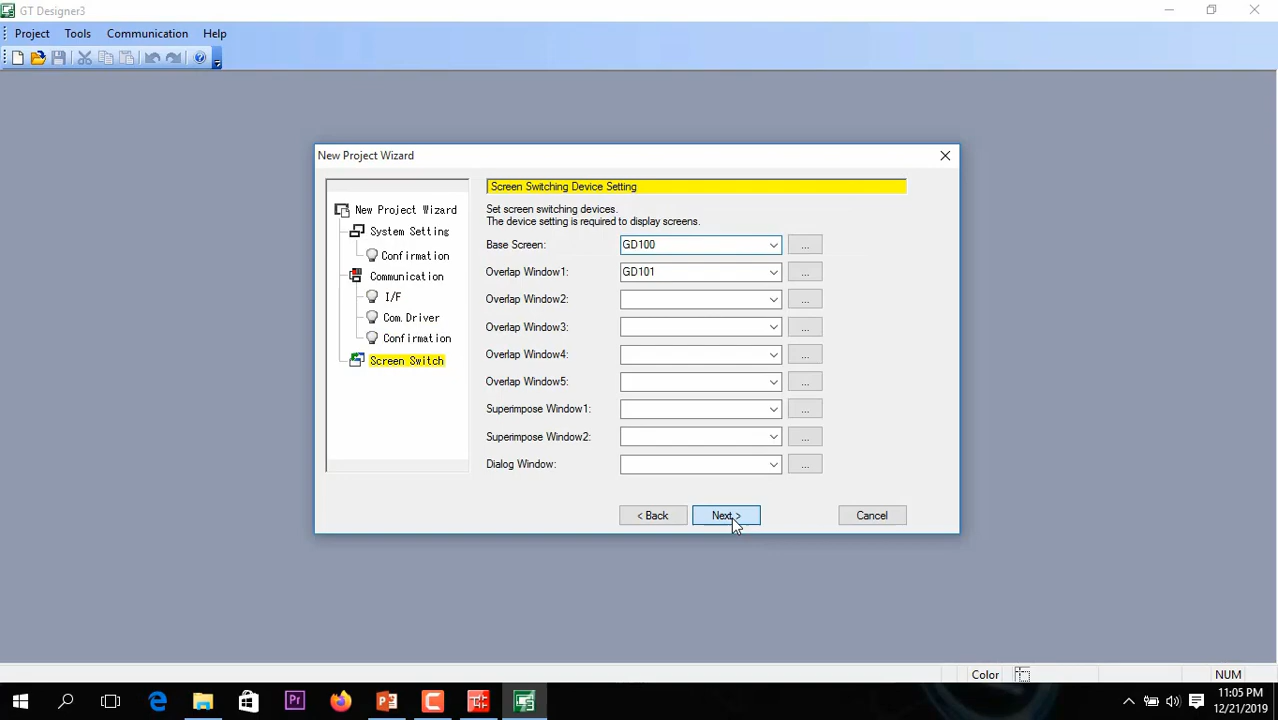 GT Designer3
Project Tools Communication Help
New Project Wizard
New Project Wizard
System Setting
Confirmation
Communication
I/F
Com.Driver
Confirmation
Screen Switch
Screen Switching Device Setting
Set screen switching devices.
The device setting is required to display screens.
Base Screen: GD100 ...
Overlap Window1: GD101 ...
Overlap Window2: ...
Overlap Window3: ...
Overlap Window4: ...
Overlap Window5: ...
Superimpose Window1: ...
Superimpose Window2: ...
Dialog Window: ...
< Back Next > Cancel
Color NUM
Pr
11:05 PM
12/21/2019